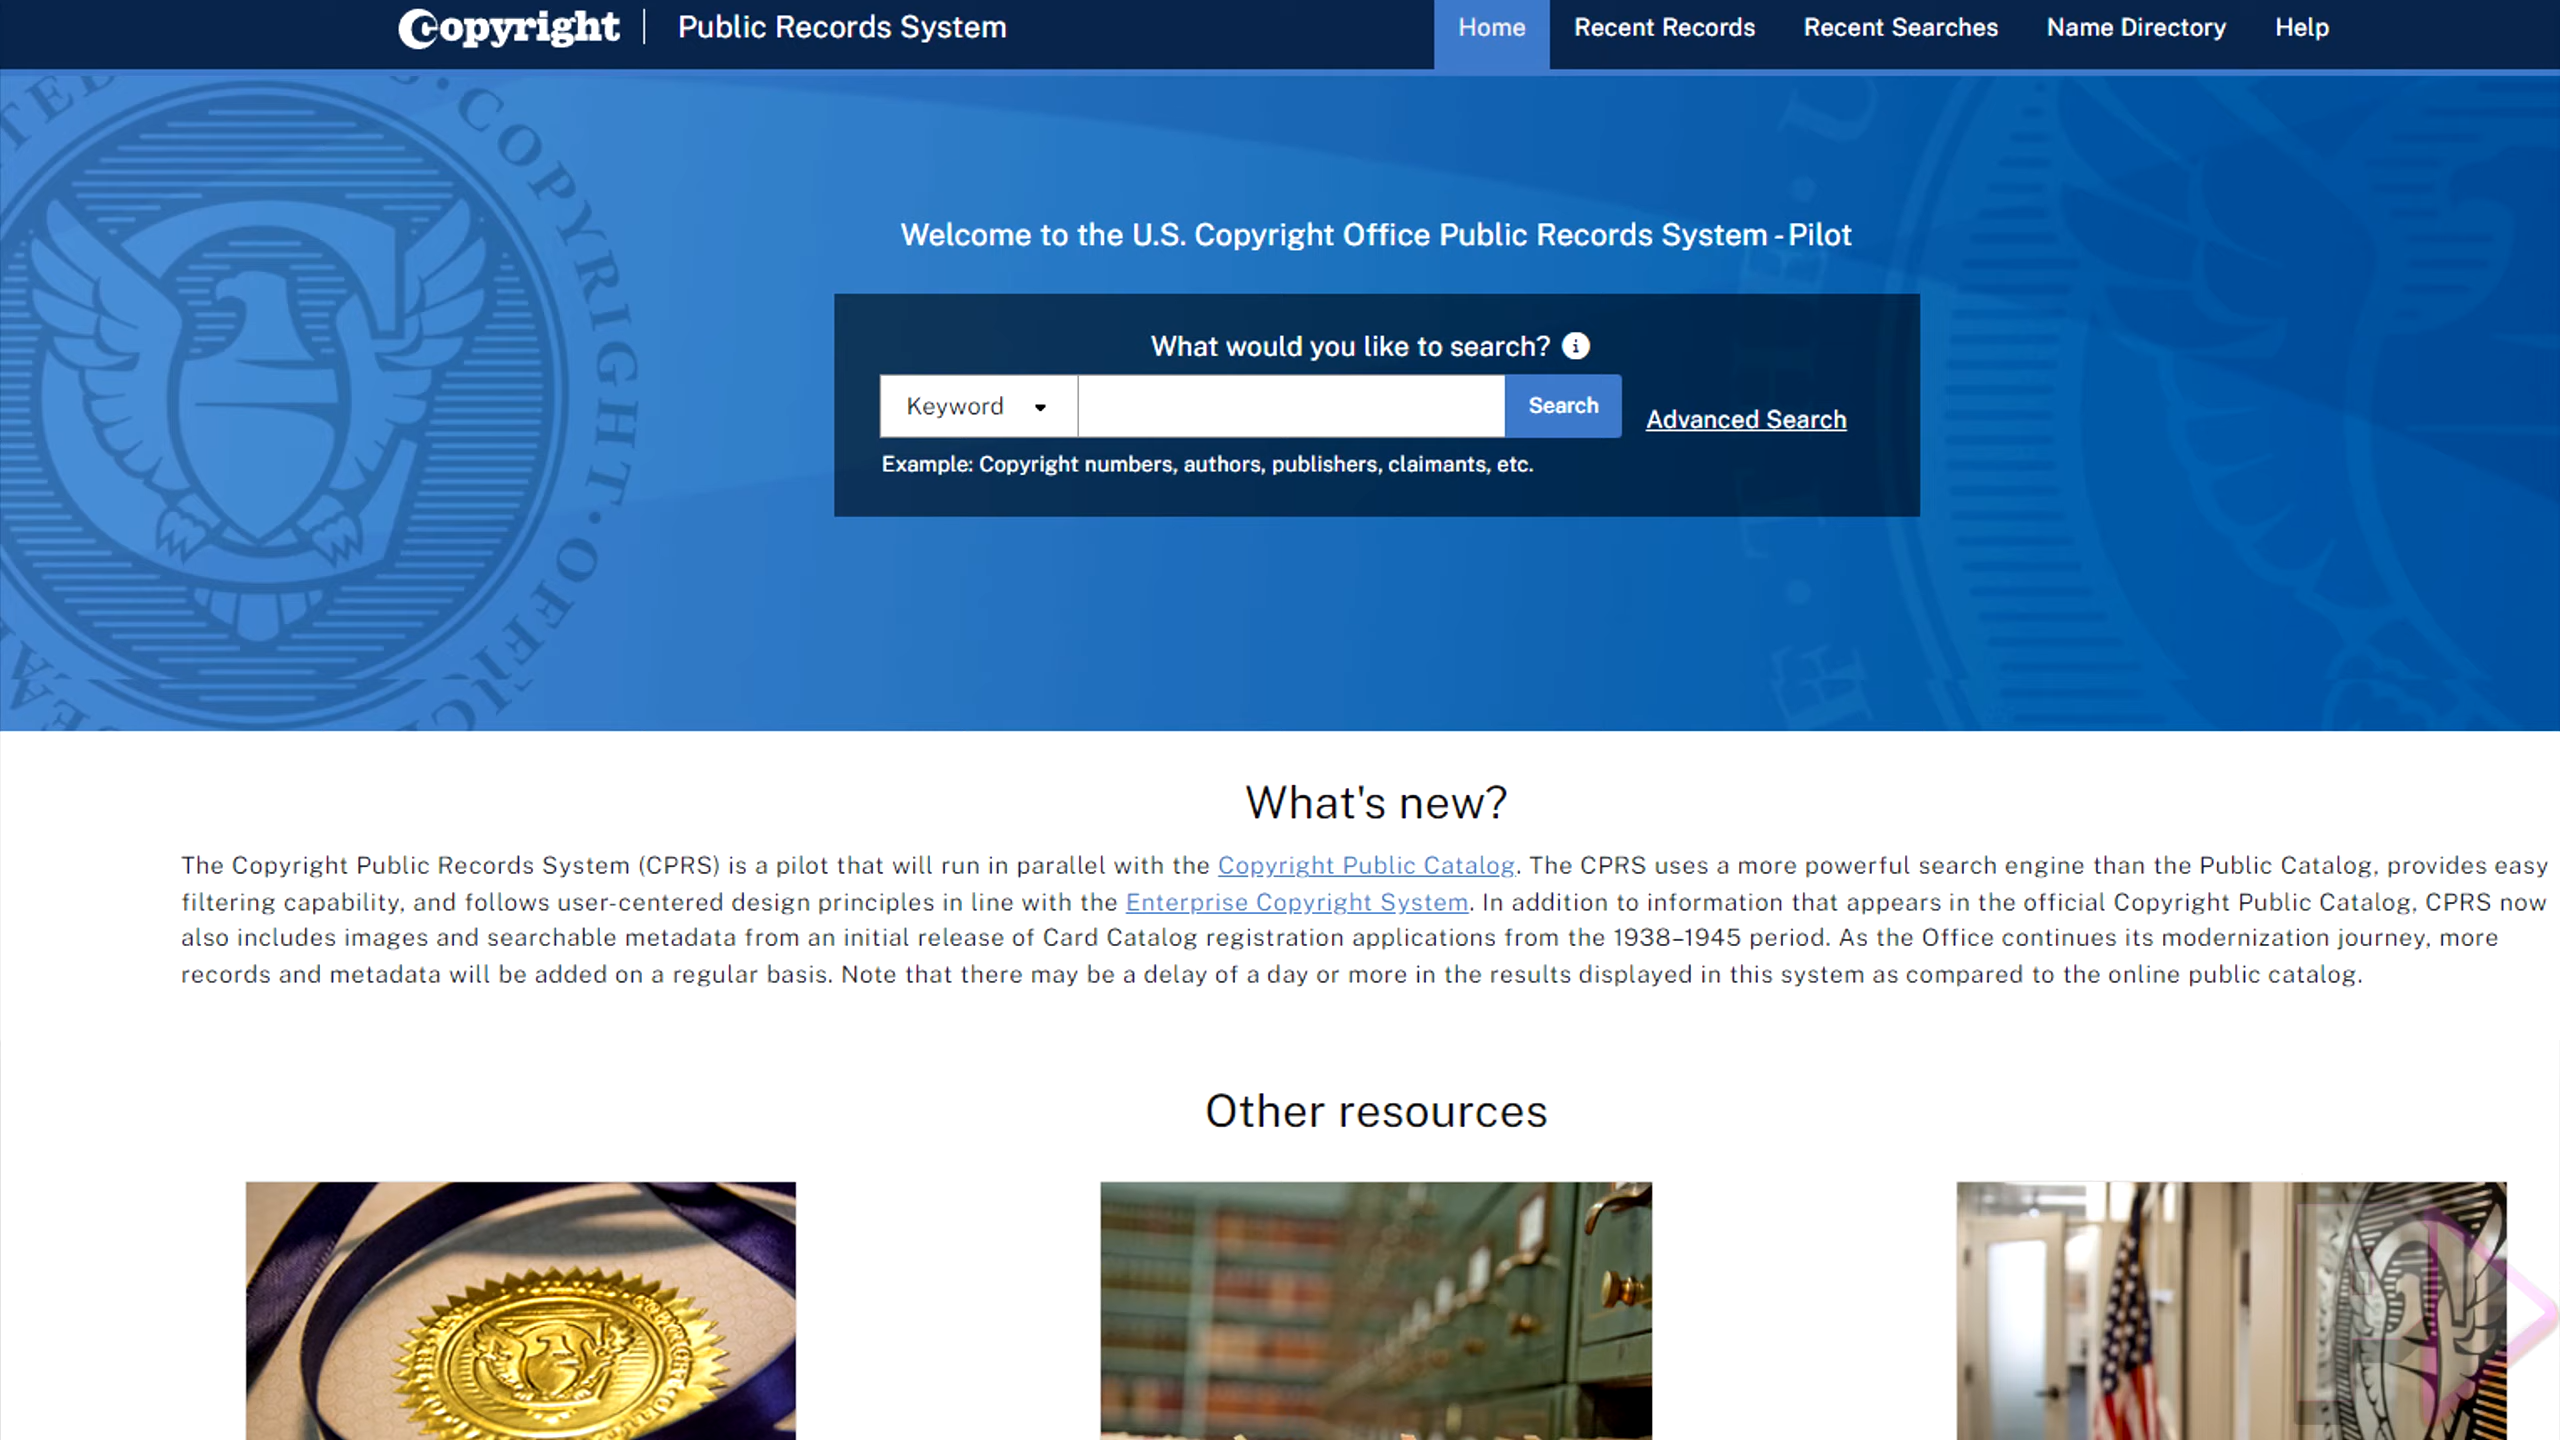 Copyright | Public Records System
Home Recent Records Recent Searches Name Directory Help
Welcome to the U.S. Copyright Office Public Records System - Pilot
What would you like to search?
Keyword Search
Advanced Search
Example: Copyright numbers, authors, publishers, claimants, etc.
COPYRIGHT
What's new?
The Copyright Public Records System (CPRS) is a pilot that will run in parallel with the Copyright Public Catalog. The CPRS uses a more powerful search engine than the Public Catalog, provides easy
filtering capability, and follows user-centered design principles in line with the Enterprise Copyright System. In addition to information that appears in the official Copyright Public Catalog, CPRS now
also includes images and searchable metadata from an initial release of Card Catalog registration applications from the 1938–1945 period. As the Office continues its modernization journey, more
records and metadata will be added on a regular basis. Note that there may be a delay of a day or more in the results displayed in this system as compared to the online public catalog.
Other resources